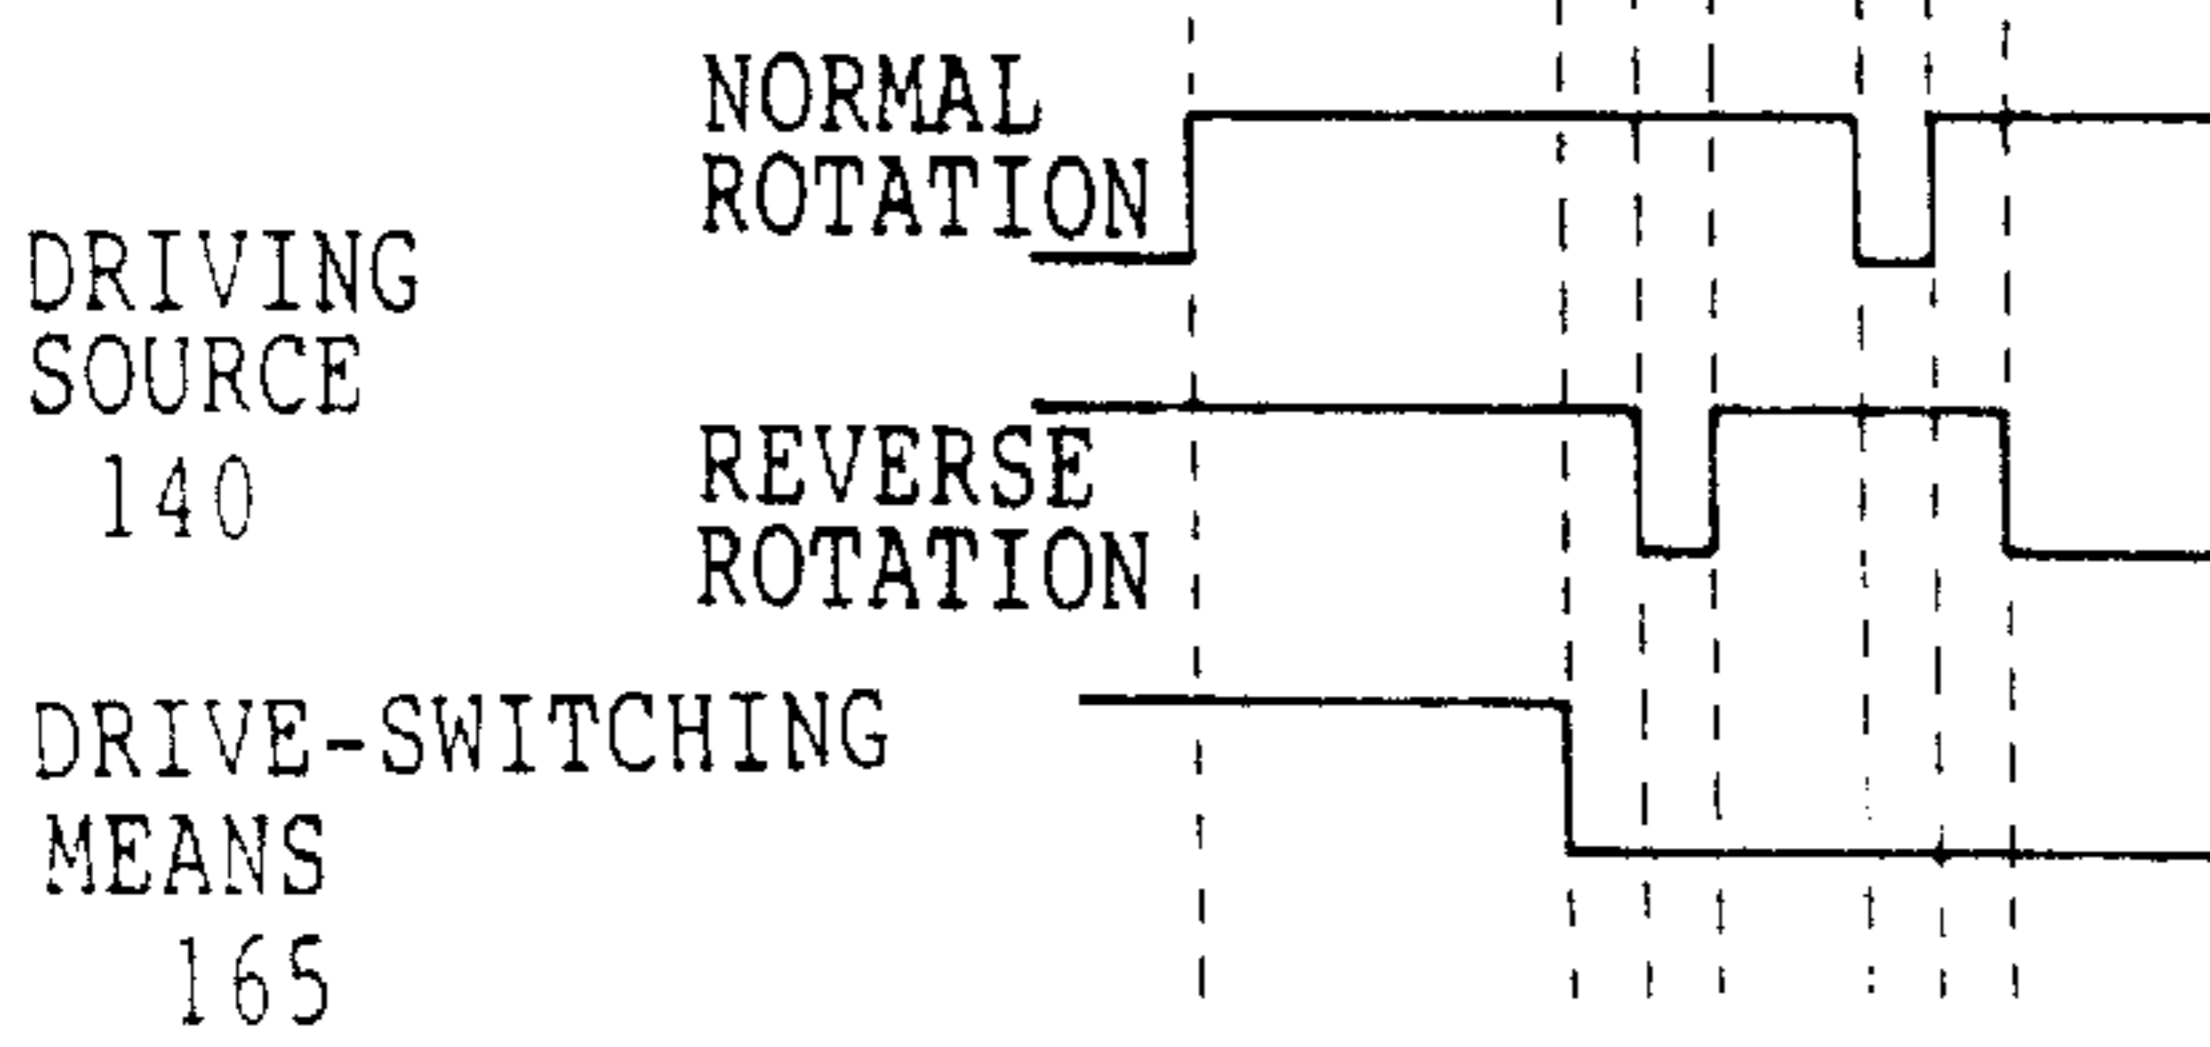 NORMAL
ROTATION
DRIVING
SOURCE
140
REVERSE
ROTATION
DRIVE-SWITCHING
MEANS
165